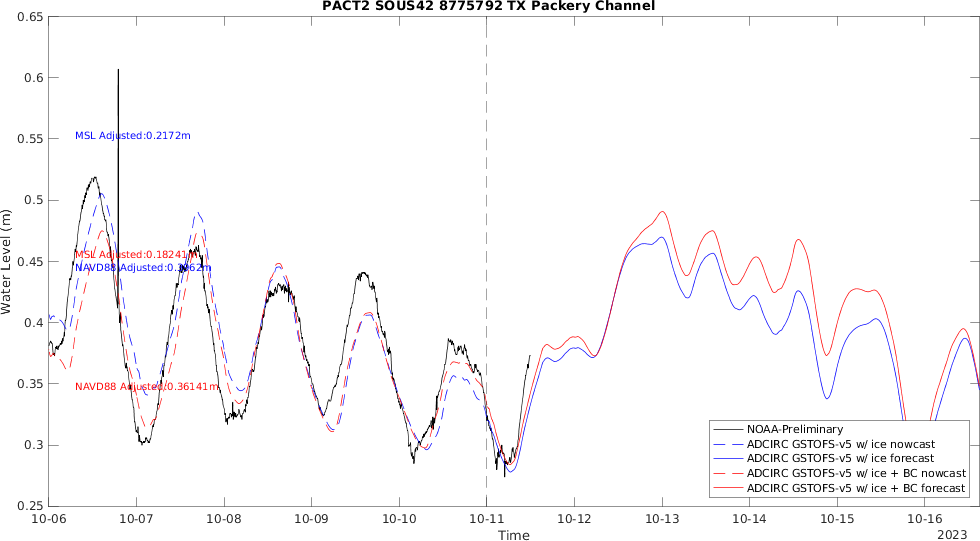 PACT2 SOUS42 8775792 TX Packery Channel
0.65
0.6
0.55
0.5
0.45
0.4
0.35
0.3
0.25
Water Level (m)
MSL Adjusted:0.2172m
MSL Adjusted:0.18241m
NAVD88 Adjusted:0.3962m
NAVD88 Adjusted:0.36141m
NOAA-Preliminary
ADCIRC GSTOFS-v5 w/ ice nowcast
ADCIRC GSTOFS-v5 w/ ice forecast
ADCIRC GSTOFS-v5 w/ ice + BC nowcast
ADCIRC GSTOFS-v5 w/ ice + BC forecast
10-06 10-07 10-08 10-09 10-10 10-11 10-12 10-13 10-14 10-15 10-16
Time
2023